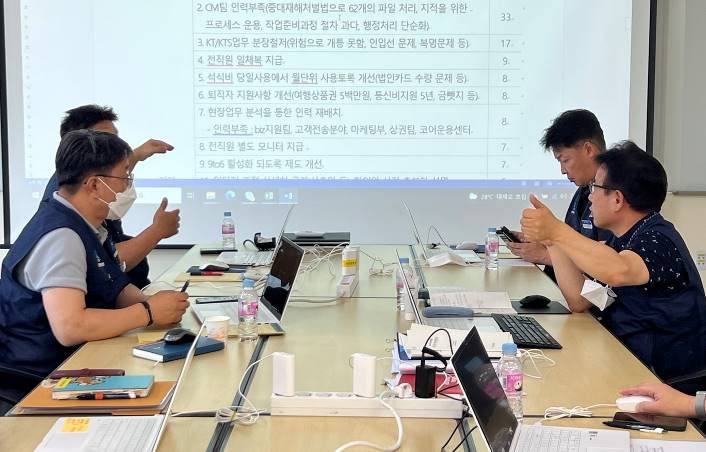 2. CM팀 인력부족(중대재해처벌법으로 62개의 파일 처리, 지적을 위한 33.
프로세스 운용, 작업준비과정 절차 과다, 행정처리 단순화).
3. KT/KTS업무 분장철저(위험으로 개통 못함, 인입선 문제, 복명문제 등). 17.
4. 전직원 일체복 지급. 9.
5. 석식비 당일사용에서 월단위 사용토록 개선(법인카드 수량 문제 등). 8.
6. 퇴직자 지원사항 개선(여행상품권 5백만원, 통신비지원 5년, 금뺏지 등). 8.
7. 현장업무 분석을 통한 인력 재배치. 7.
- 인력부족 : biz지원팀, 고객전송분야, 마케팅부, 상권팀, 코어운용센터.
8. 전직원 별도 모니터 지급. 7.
9. 9to6 활성화 되도록 제도 개선. 7.
28°C